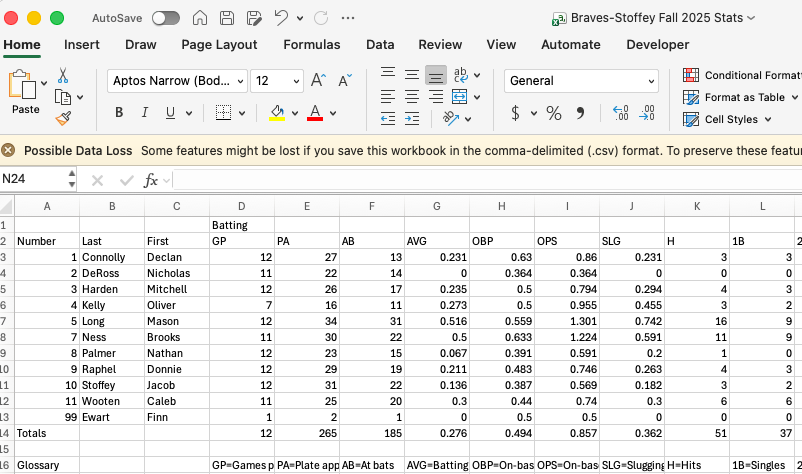 AutoSave Braves-Stoffey Fall 2025 Stats
Home Insert Draw Page Layout Formulas Data Review View Automate Developer
Paste Aptos Narrow (Bod... 12 A A ab General Conditional Format
B I U A $ % 9 .00 Format as Table
Cell Styles
Possible Data Loss Some features might be lost if you save this workbook in the comma-delimited (.csv) format. To preserve these featur
N24 fx
A B C D E F G H I J K L
1 Batting
2 Number Last First GP PA AB AVG OBP OPS SLG H 1B 2
3 1 Connolly Declan 12 27 13 0.231 0.63 0.86 0.231 3 3
4 2 DeRoss Nicholas 11 22 14 0 0.364 0.364 0 0 0
5 3 Harden Mitchell 12 26 17 0.235 0.5 0.794 0.294 4 3
6 4 Kelly Oliver 7 16 11 0.273 0.5 0.955 0.455 3 2
7 5 Long Mason 12 34 31 0.516 0.559 1.301 0.742 16 9
8 7 Ness Brooks 11 30 22 0.5 0.633 1.224 0.591 11 9
9 8 Palmer Nathan 12 23 15 0.067 0.391 0.591 0.2 1 0
10 9 Raphel Donnie 12 29 19 0.211 0.483 0.746 0.263 4 3
11 10 Stoffey Jacob 12 31 22 0.136 0.387 0.569 0.182 3 2
12 11 Wooten Caleb 11 25 20 0.3 0.44 0.74 0.3 6 6
13 99 Ewart Finn 1 2 1 0 0.5 0.5 0 0 0
14 Totals 12 265 185 0.276 0.494 0.857 0.362 51 37
15
16 Glossary GP=Games p PA=Plate app AB=At bats AVG=Batting OBP=On-bas OPS=On-bas SLG=Slugging H=Hits 1B=Singles 2